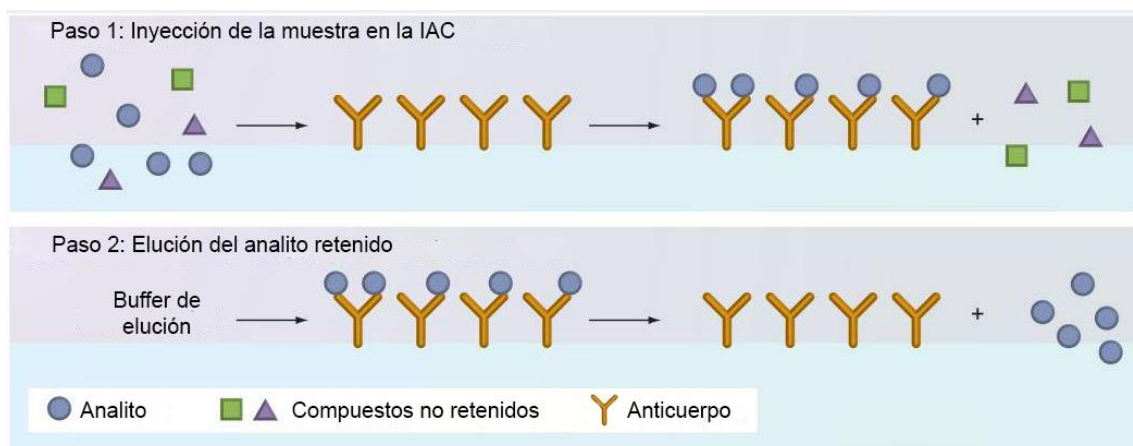 Paso 1: Inyección de la muestra en la IAC
+
Paso 2: Elución del analito retenido
Buffer de
elución
+
Analito
Compuestos no retenidos
Anticuerpo